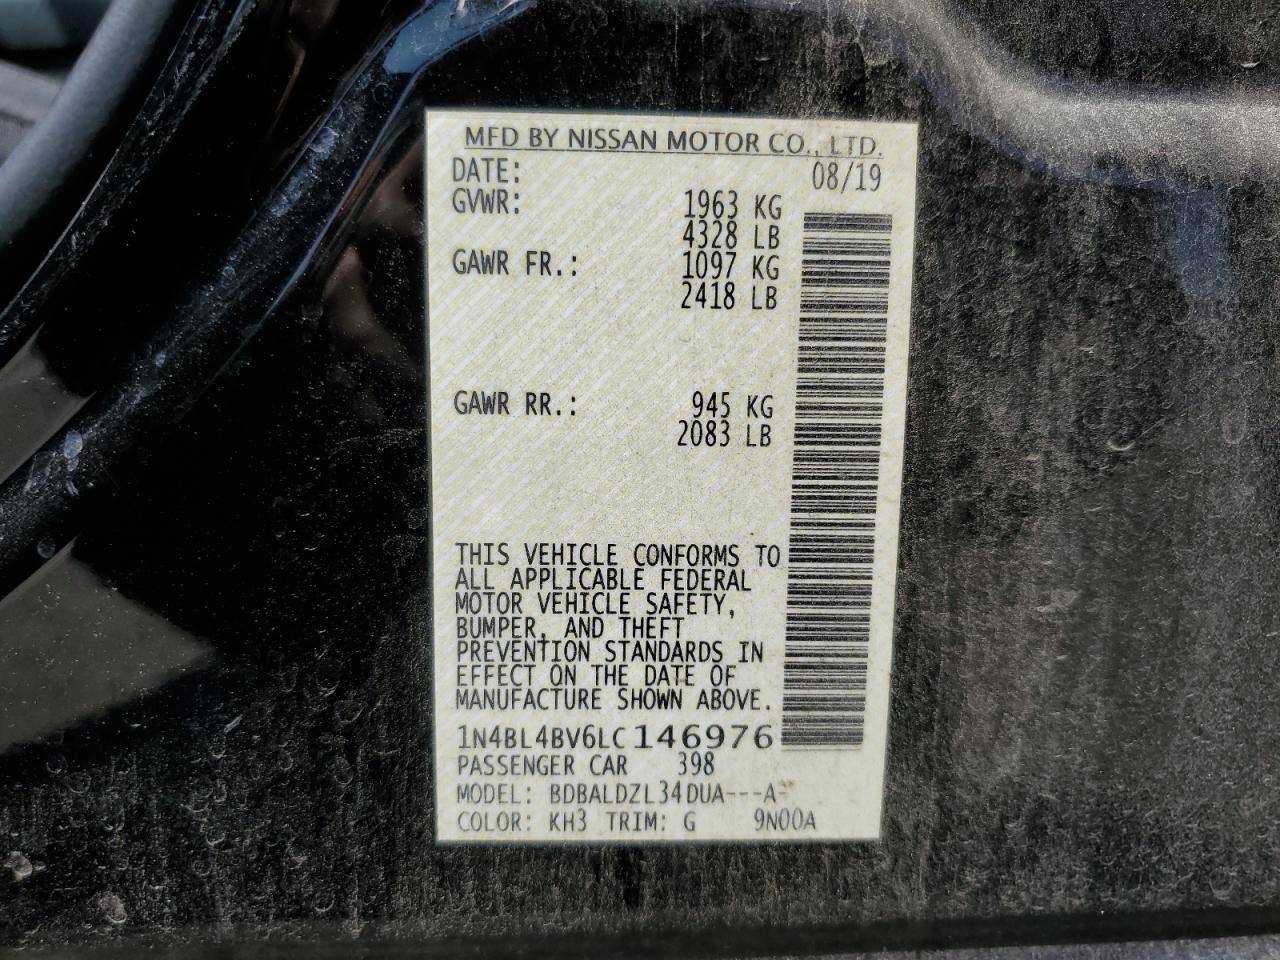 MFD BY NISSAN MOTOR CO., LTD.
DATE: 08/19
GVWR: 1963 KG
4328 LB
GAWR FR.: 1097 KG
2418 LB
GAWR RR.: 945 KG
2083 LB
THIS VEHICLE CONFORMS TO
ALL APPLICABLE FEDERAL
MOTOR VEHICLE SAFETY,
BUMPER, AND THEFT
PREVENTION STANDARDS IN
EFFECT ON THE DATE OF
MANUFACTURE SHOWN ABOVE.
1N4BL4BV6LC146976
PASSENGER CAR 398
MODEL: BDBALDZL34DUA---A-
COLOR: KH3 TRIM: G 9N00A